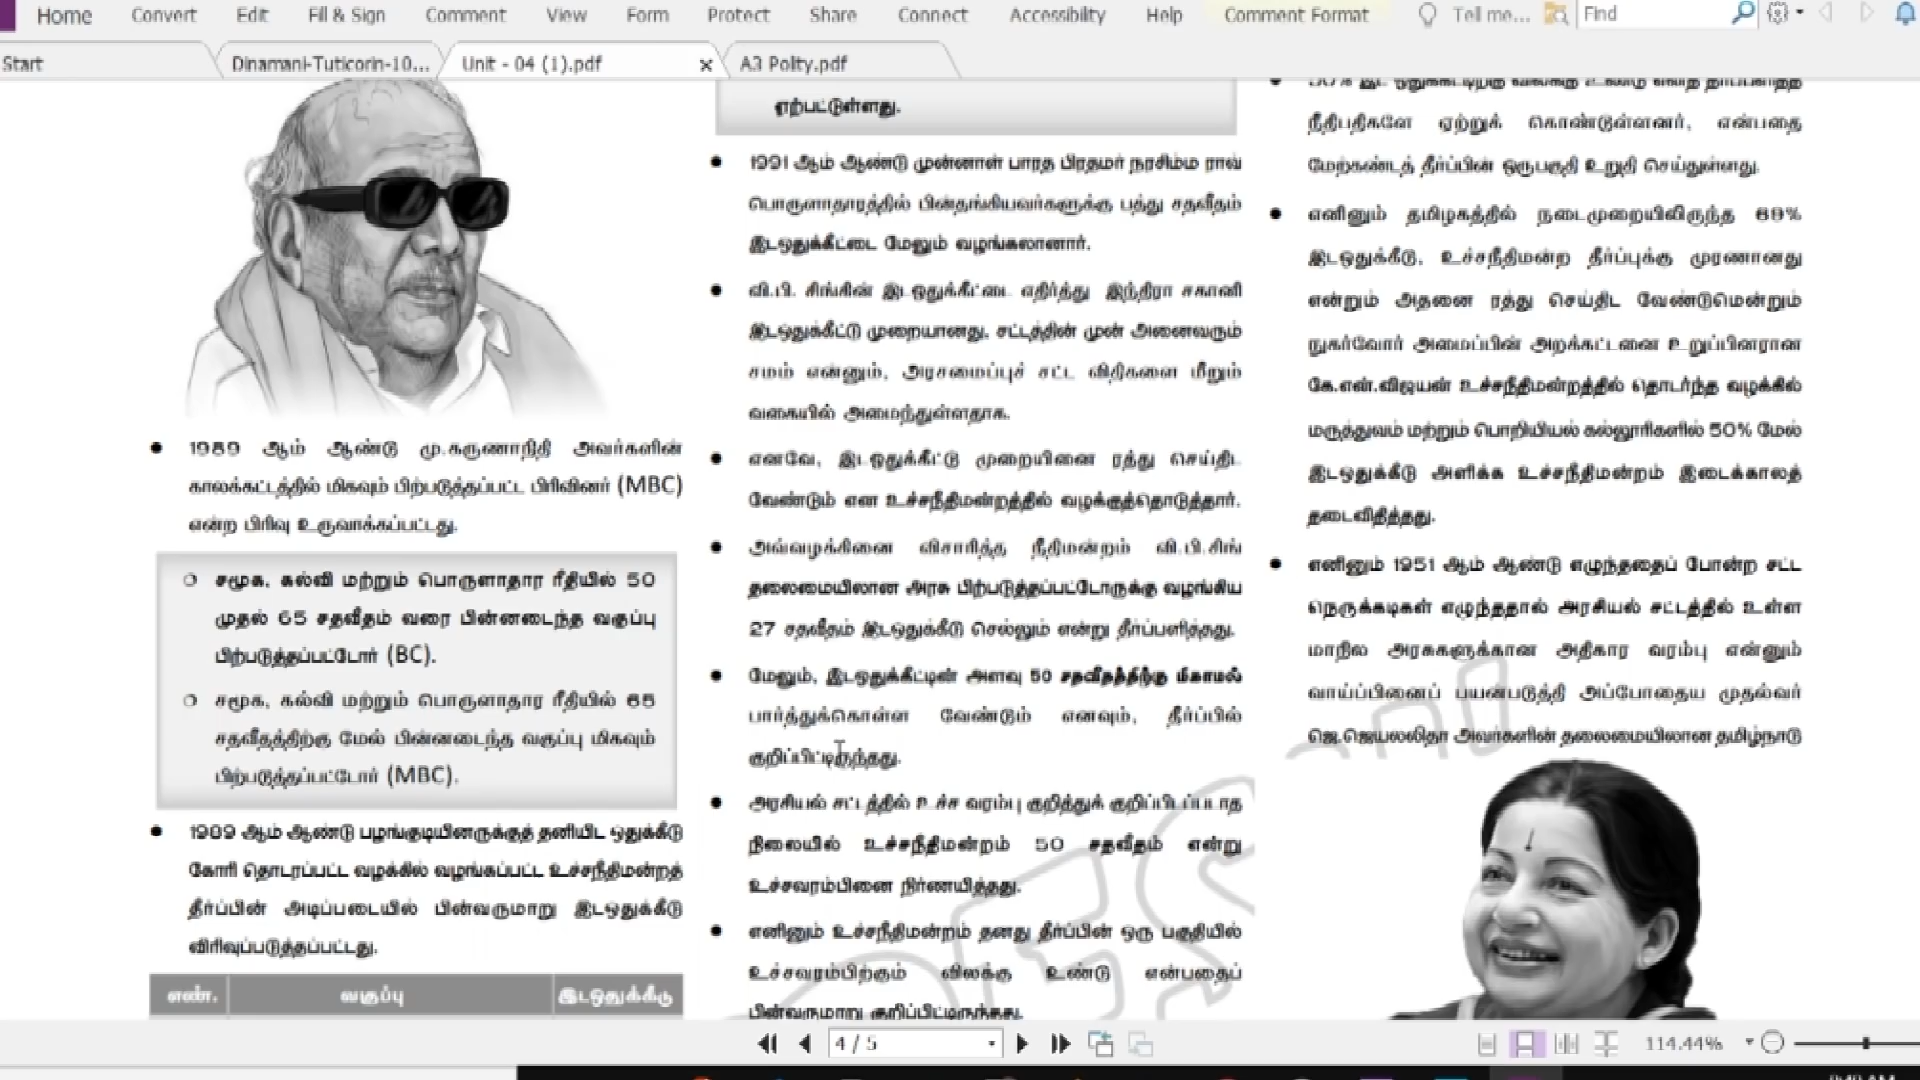 Home Convert Edit Fill & Sign Comment View Form Protect Share Connect Accessibility Help Comment Format Tell me... Find
Start Dinamani-Tuticorin-10... Unit - 04 (1).pdf x A3 Polity.pdf
1989 ஆம் ஆண்டு மு.கருணாநிதி அவர்களின்
காலக்கட்டத்தில் மிகவும் பிற்படுத்தப்பட்ட பிரிவினர் (MBC)
என்ற பிரிவு உருவாக்கப்பட்டது.
சமூக, கல்வி மற்றும் பொருளாதார ரீதியில் 50
முதல் 65 சதவீதம் வரை பின்னடைந்த வகுப்பு
பிற்படுத்தப்பட்டோர் (BC).
சமூக, கல்வி மற்றும் பொருளாதார ரீதியில் 65
சதவீதத்திற்கு மேல் பின்னடைந்த வகுப்பு மிகவும்
பிற்படுத்தப்பட்டோர் (MBC).
1989 ஆம் ஆண்டு பழங்குடியினருக்குத் தனியிட ஒதுக்கீடு
கோரி தொடரப்பட்ட வழக்கில் வழங்கப்பட்ட உச்சநீதிமன்றத்
தீர்ப்பின் அடிப்படையில் பின்வருமாறு இடஒதுக்கீடு
விரிவுப்படுத்தப்பட்டது.
எண். வகுப்பு இடஒதுக்கீடு
ஏற்பட்டுள்ளது.
1991 ஆம் ஆண்டு முன்னாள் பாரத பிரதமர் நரசிம்ம ராவ்
பொருளாதாரத்தில் பின்தங்கியவர்களுக்கு பத்து சதவீதம்
இடஒதுக்கீட்டை மேலும் வழங்கலானார்.
வி.பி. சிங்கின் இடஒதுக்கீட்டை எதிர்த்து இந்திரா சகானி
இடஒதுக்கீட்டு முறையானது, சட்டத்தின் முன் அனைவரும்
சமம் என்னும், அரசமைப்புச் சட்ட விதிகளை மீறும்
வகையில் அமைந்துள்ளதாக.
எனவே, இடஒதுக்கீட்டு முறையினை ரத்து செய்திட
வேண்டும் என உச்சநீதிமன்றத்தில் வழக்குத்தொடுத்தார்.
அவ்வழக்கினை விசாரித்த நீதிமன்றம் வி.பி.சிங்
தலைமையிலான அரசு பிற்படுத்தப்பட்டோருக்கு வழங்கிய
27 சதவீதம் இடஒதுக்கீடு செல்லும் என்று தீர்ப்பளித்தது.
மேலும், இடஒதுக்கீட்டின் அளவு 50 சதவீதத்திற்கு மிகாமல்
பார்த்துக்கொள்ள வேண்டும் எனவும், தீர்ப்பில்
குறிப்பிட்டிருந்தது.
அரசியல் சட்டத்தில் உச்ச வரம்பு குறித்துக் குறிப்பிடப்படாத
நிலையில் உச்சநீதிமன்றம் 50 சதவீதம் என்று
உச்சவரம்பினை நிர்ணயித்தது.
எனினும் உச்சநீதிமன்றம் தனது தீர்ப்பின் ஒரு பகுதியில்
உச்சவரம்பிற்கும் விலக்கு உண்டு என்பதைப்
பின்வருமாறு குறிப்பிட்டிருந்தது.
50% இட ஒதுக்கீட்டிற்கு விலக்கு உண்டு
நீதிபதிகளே ஏற்றுக் கொண்டுள்ளனர், என்பதை
மேற்கண்டத் தீர்ப்பின் ஒருபகுதி உறுதி செய்துள்ளது.
எனினும் தமிழகத்தில் நடைமுறையிலிருந்த 69%
இடஒதுக்கீடு, உச்சநீதிமன்ற தீர்ப்புக்கு முரணானது
என்றும் அதனை ரத்து செய்திட வேண்டுமென்றும்
நுகர்வோர் அமைப்பின் அறக்கட்டளை உறுப்பினரான
கே.என்.விஜயன் உச்சநீதிமன்றத்தில் தொடர்ந்த வழக்கில்
மருத்துவம் மற்றும் பொறியியல் கல்லூரிகளில் 50% மேல்
இடஒதுக்கீடு அளிக்க உச்சநீதிமன்றம் இடைக்காலத்
தடைவிதித்தது.
எனினும் 1951 ஆம் ஆண்டு எழுந்ததைப் போன்ற சட்ட
நெருக்கடிகள் எழுந்ததால் அரசியல் சட்டத்தில் உள்ள
மாநில அரசுகளுக்கான அதிகார வரம்பு என்னும்
வாய்ப்பினைப் பயன்படுத்தி அப்போதைய முதல்வர்
ஜெ.ஜெயலலிதா அவர்களின் தலைமையிலான தமிழ்நாடு
4 / 5 114.44%